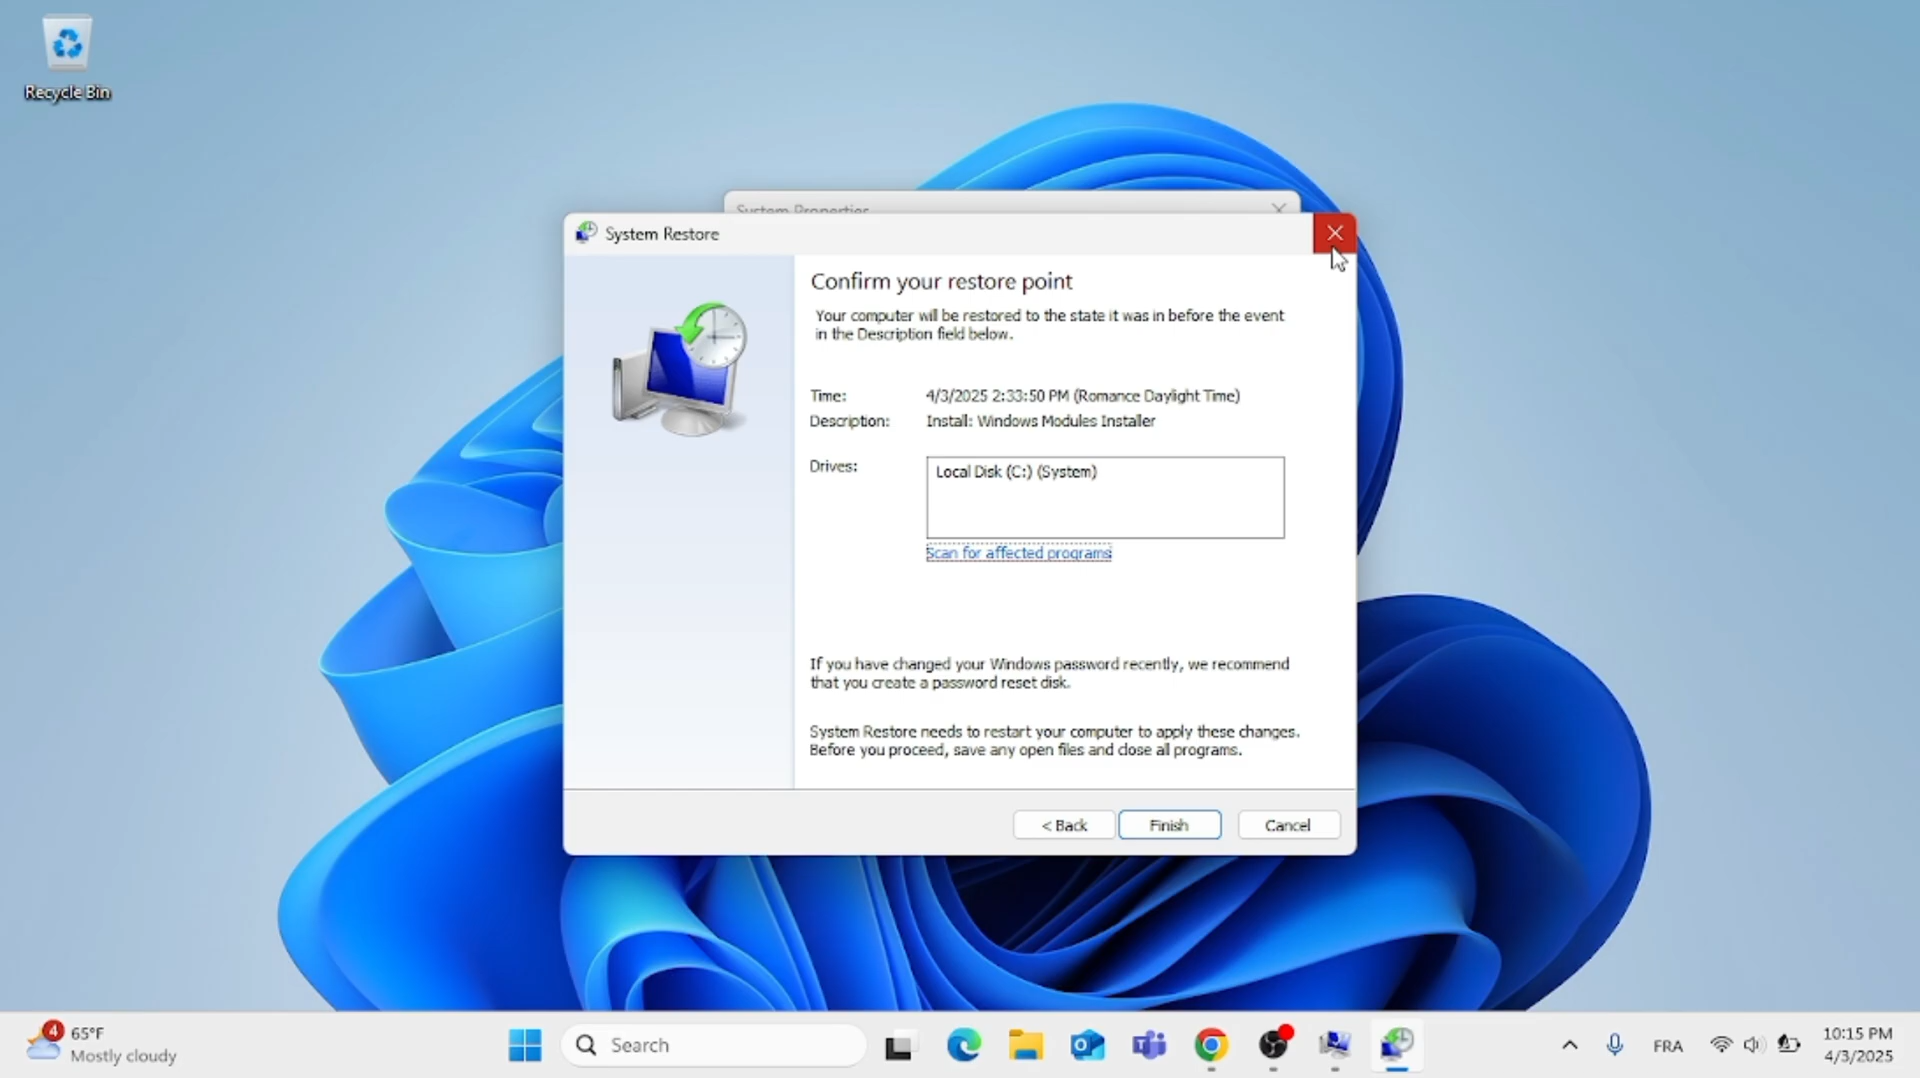 Recycle Bin
System Properties
System Restore
Confirm your restore point
Your computer will be restored to the state it was in before the event
in the Description field below.
Time: 4/3/2025 2:33:50 PM (Romance Daylight Time)
Description: Install: Windows Modules Installer
Drives: Local Disk (C:) (System)
Scan for affected programs
If you have changed your Windows password recently, we recommend
that you create a password reset disk.
System Restore needs to restart your computer to apply these changes.
Before you proceed, save any open files and close all programs.
< Back Finish Cancel
4
65°F
Mostly cloudy
Search
FRA
10:15 PM
4/3/2025